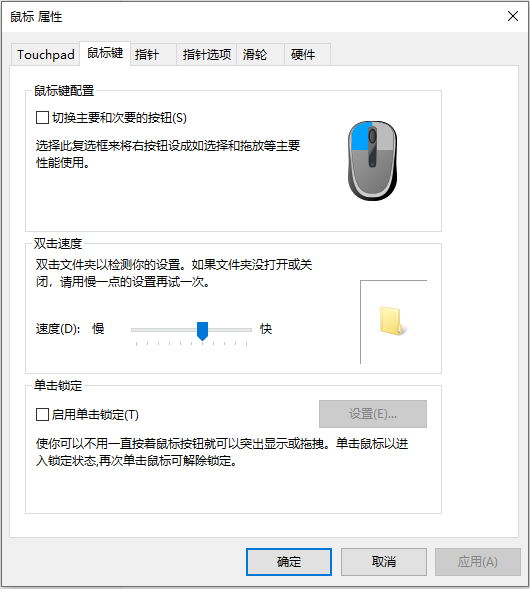 鼠标 属性
Touchpad 鼠标键 指针 指针选项 滑轮 硬件
鼠标键配置
切换主要和次要的按钮(S)
选择此复选框来将右按钮设成如选择和拖放等主要
性能使用。
双击速度
双击文件夹以检测你的设置。如果文件夹没打开或关
闭，请用慢一点的设置再试一次。
速度(D): 慢 快
单击锁定
启用单击锁定(T) 设置(E)...
使你可以不用一直按着鼠标按钮就可以突出显示或拖拽。单击鼠标以进
入锁定状态,再次单击鼠标可解除锁定。
确定 取消 应用(A)